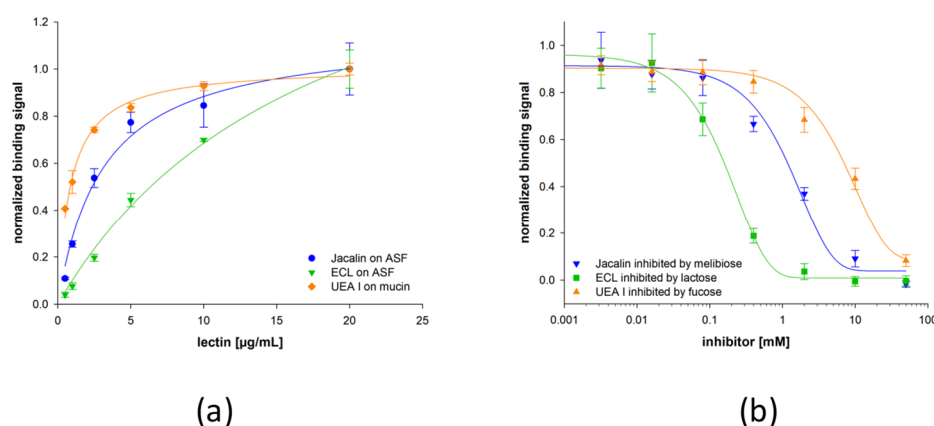 1.2
1.0
0.8
0.6
0.4
0.2
0.0
normalized binding signal
0 5 10 15 20 25
lectin [µg/mL]
Jacalin on ASF
ECL on ASF
UEA I on mucin
(a)
1.0
0.8
0.6
0.4
0.2
0.0
normalized binding signal
0.001 0.01 0.1 1 10 100
inhibitor [mM]
Jacalin inhibited by melibiose
ECL inhibited by lactose
UEA I inhibited by fucose
(b)